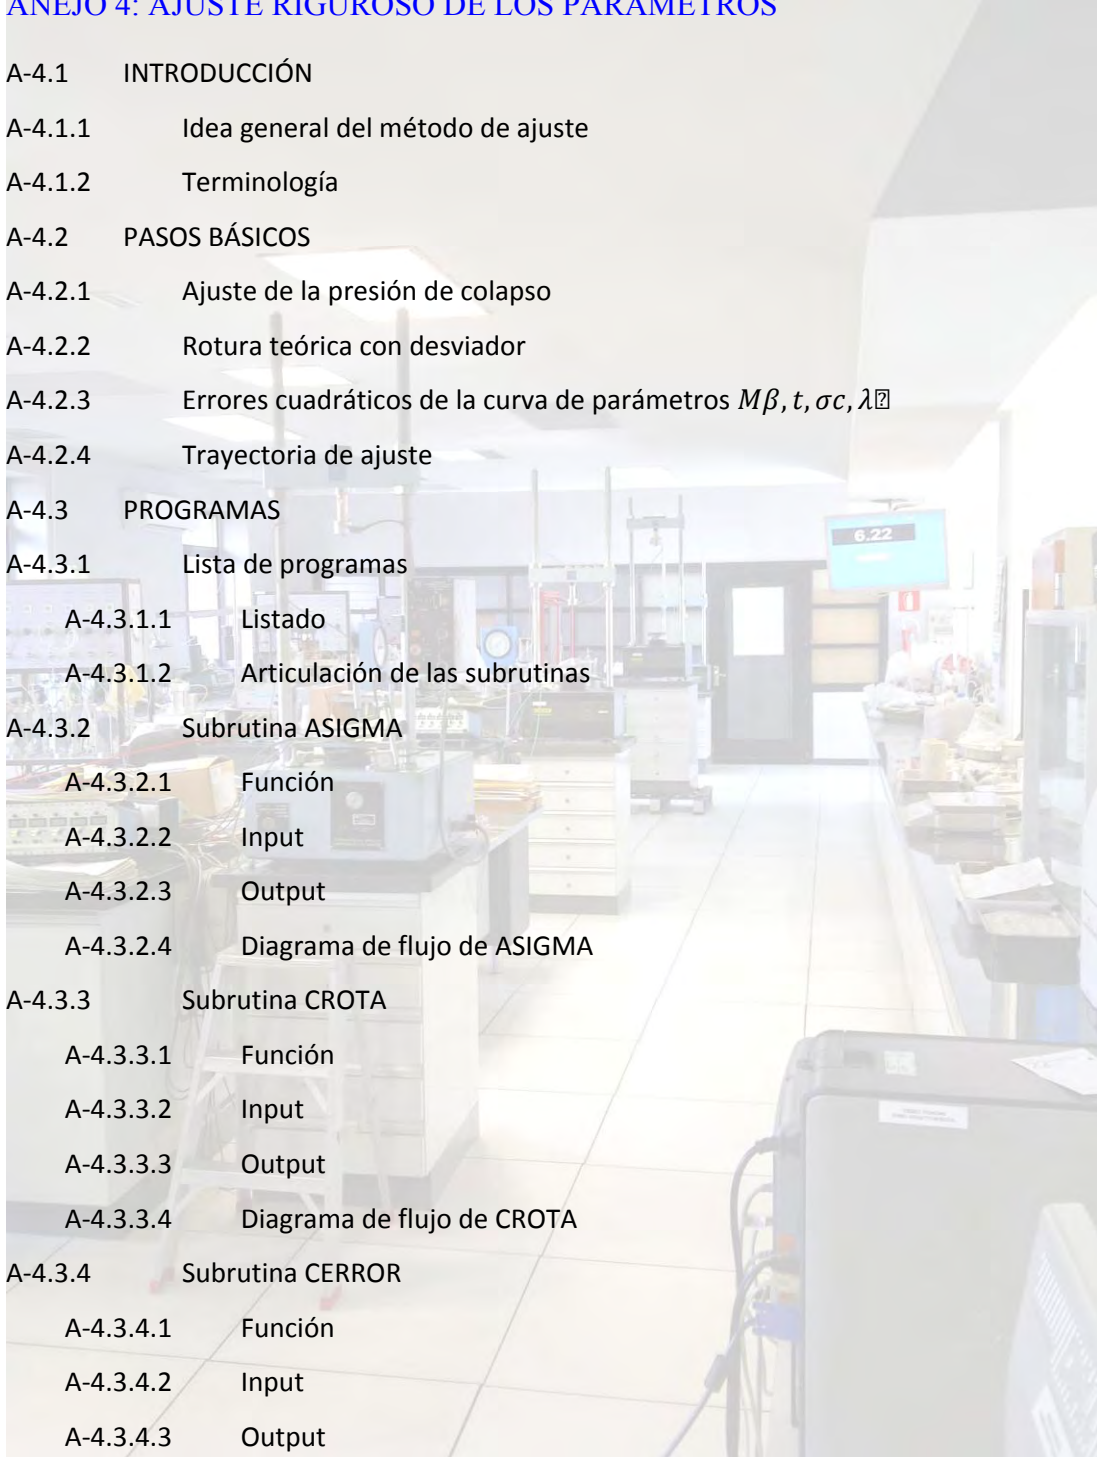 ANEJO 4: AJUSTE RIGUROSO DE LOS PARÁMETROS
A-4.1 INTRODUCCIÓN
A-4.1.1 Idea general del método de ajuste
A-4.1.2 Terminología
A-4.2 PASOS BÁSICOS
A-4.2.1 Ajuste de la presión de colapso
A-4.2.2 Rotura teórica con desviador
A-4.2.3 Errores cuadráticos de la curva de parámetros Mβ, t, σc, λ
A-4.2.4 Trayectoria de ajuste
A-4.3 PROGRAMAS
6.22
A-4.3.1 Lista de programas
A-4.3.1.1 Listado
A-4.3.1.2 Articulación de las subrutinas
A-4.3.2 Subrutina ASIGMA
A-4.3.2.1 Función
A-4.3.2.2 Input
A-4.3.2.3 Output
A-4.3.2.4 Diagrama de flujo de ASIGMA
A-4.3.3 Subrutina CROTA
A-4.3.3.1 Función
A-4.3.3.2 Input
A-4.3.3.3 Output
A-4.3.3.4 Diagrama de flujo de CROTA
A-4.3.4 Subrutina CERROR
A-4.3.4.1 Función
A-4.3.4.2 Input
A-4.3.4.3 Output